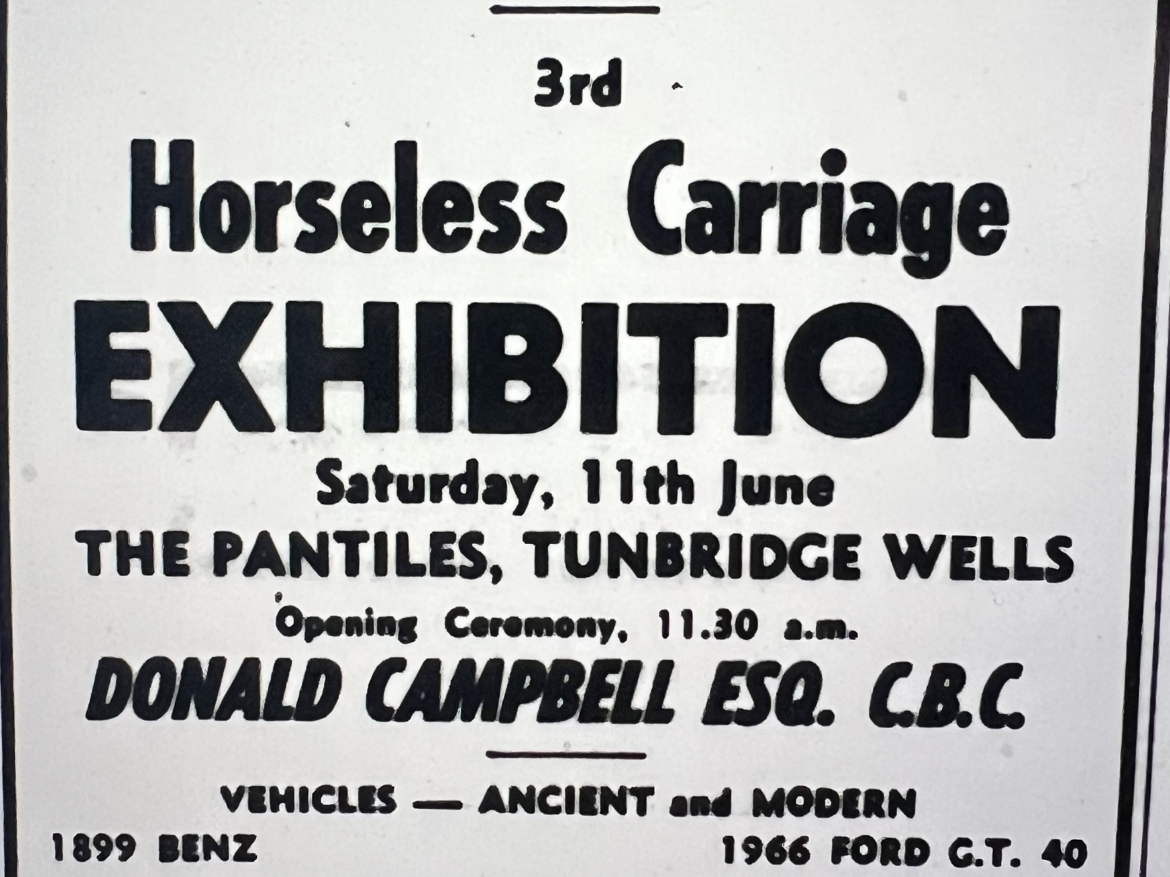 3rd
Horseless Carriage
EXHIBITION
Saturday, 11th June
THE PANTILES, TUNBRIDGE WELLS
Opening Ceremony, 11.30 a.m.
DONALD CAMPBELL ESQ. C.B.C.
VEHICLES — ANCIENT and MODERN
1899 BENZ 1966 FORD G.T. 40